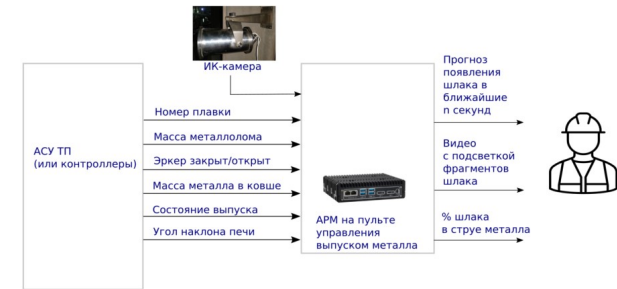 ИК-камера
АСУ ТП
(или контроллеры)
Номер плавки
Масса металлолома
Эркер закрыт/открыт
Масса металла в ковше
Состояние выпуска
Угол наклона печи
АРМ на пульте
управления
выпуском металла
Прогноз
появления
шлака в
ближайшие
n секунд
Видео
с подсветкой
фрагментов
шлака
% шлака
в струе металла